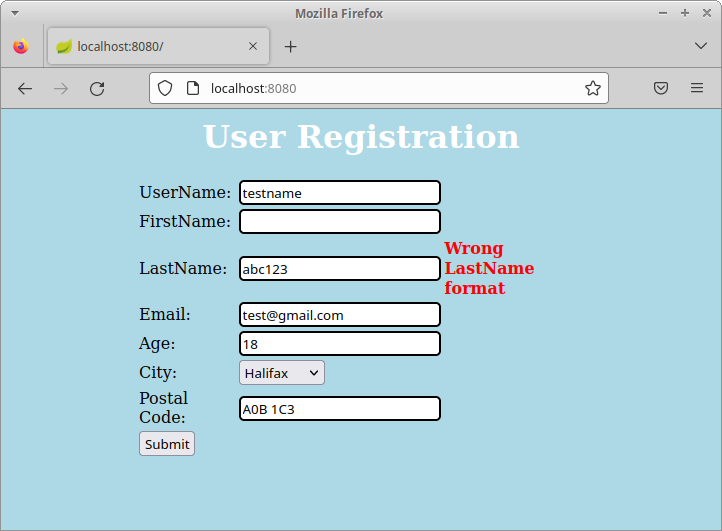 Mozilla Firefox
localhost:8080/
localhost:8080
User Registration
UserName: testname
FirstName:
LastName: abc123 Wrong
LastName
format
Email: test@gmail.com
Age: 18
City: Halifax
Postal
Code: A0B 1C3
Submit